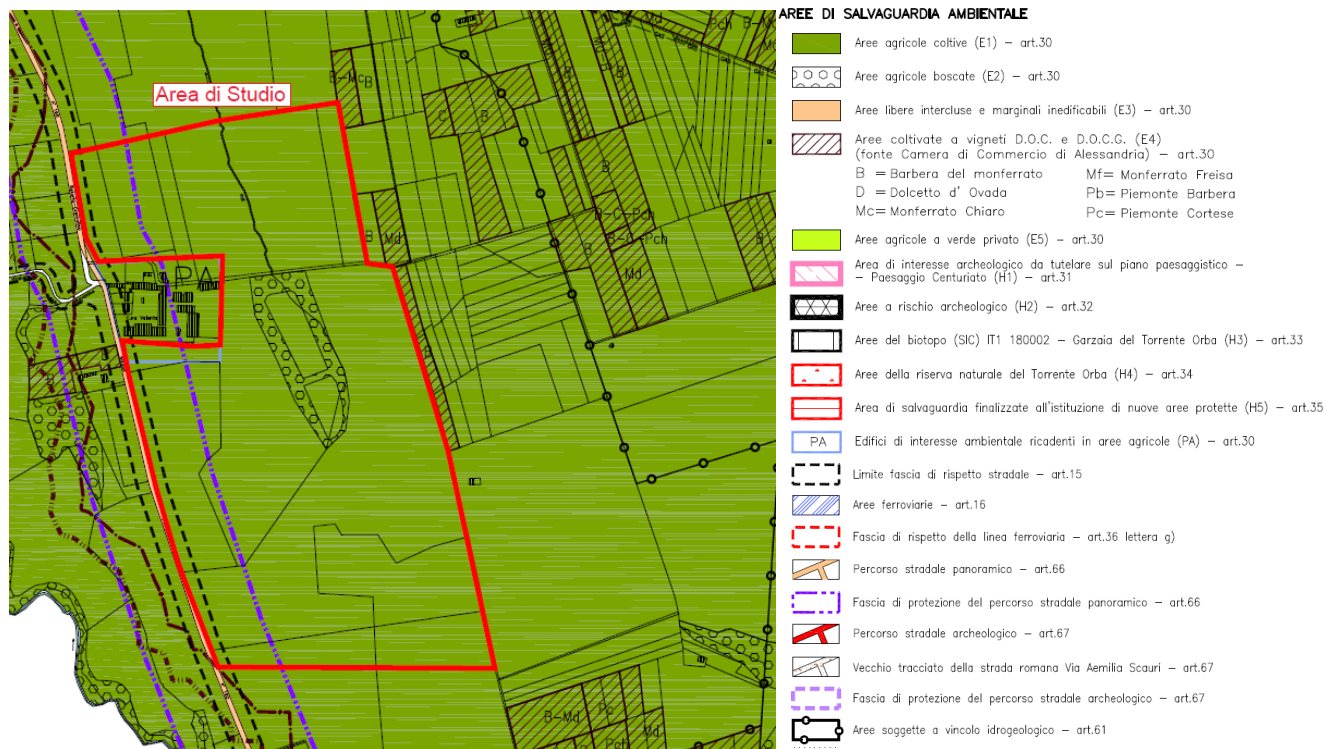 Area di Studio
PA
B-Mc
B
C
B
B
B
Pch
B-M
B-C-Pch
B
B-C-Pch
Md
B
B
Md
B
B
B-Md
Pc
Md
Pch
AREE DI SALVAGUARDIA AMBIENTALE
Aree agricole coltive (E1) – art.30
Aree agricole boscate (E2) – art.30
Aree libere intercluse e marginali inedificabili (E3) – art.30
Aree coltivate a vigneti D.O.C. e D.O.C.G. (E4)
(fonte Camera di Commercio di Alessandria) – art.30
B = Barbera del monferrato Mf= Monferrato Freisa
D = Dolcetto d' Ovada Pb= Piemonte Barbera
Mc= Monferrato Chiaro Pc= Piemonte Cortese
Aree agricole a verde privato (E5) – art.30
Area di interesse archeologico da tutelare sul piano paesaggistico –
– Paesaggio Centuriato (H1) – art.31
Aree a rischio archeologico (H2) – art.32
Aree del biotopo (SIC) IT1 180002 – Garzaia del Torrente Orba (H3) – art.33
Aree della riserva naturale del Torrente Orba (H4) – art.34
Area di salvaguardia finalizzate all'istituzione di nuove aree protette (H5) – art.35
PA Edifici di interesse ambientale ricadenti in aree agricole (PA) – art.30
Limite fascia di rispetto stradale – art.15
Aree ferroviarie – art.16
Fascia di rispetto della linea ferroviaria – art.36 lettera g)
Percorso stradale panoramico – art.66
Fascia di protezione del percorso stradale panoramico – art.66
Percorso stradale archeologico – art.67
Vecchio tracciato della strada romana Via Aemilia Scauri – art.67
Fascia di protezione del percorso stradale archeologico – art.67
Aree soggette a vincolo idrogeologico – art.61